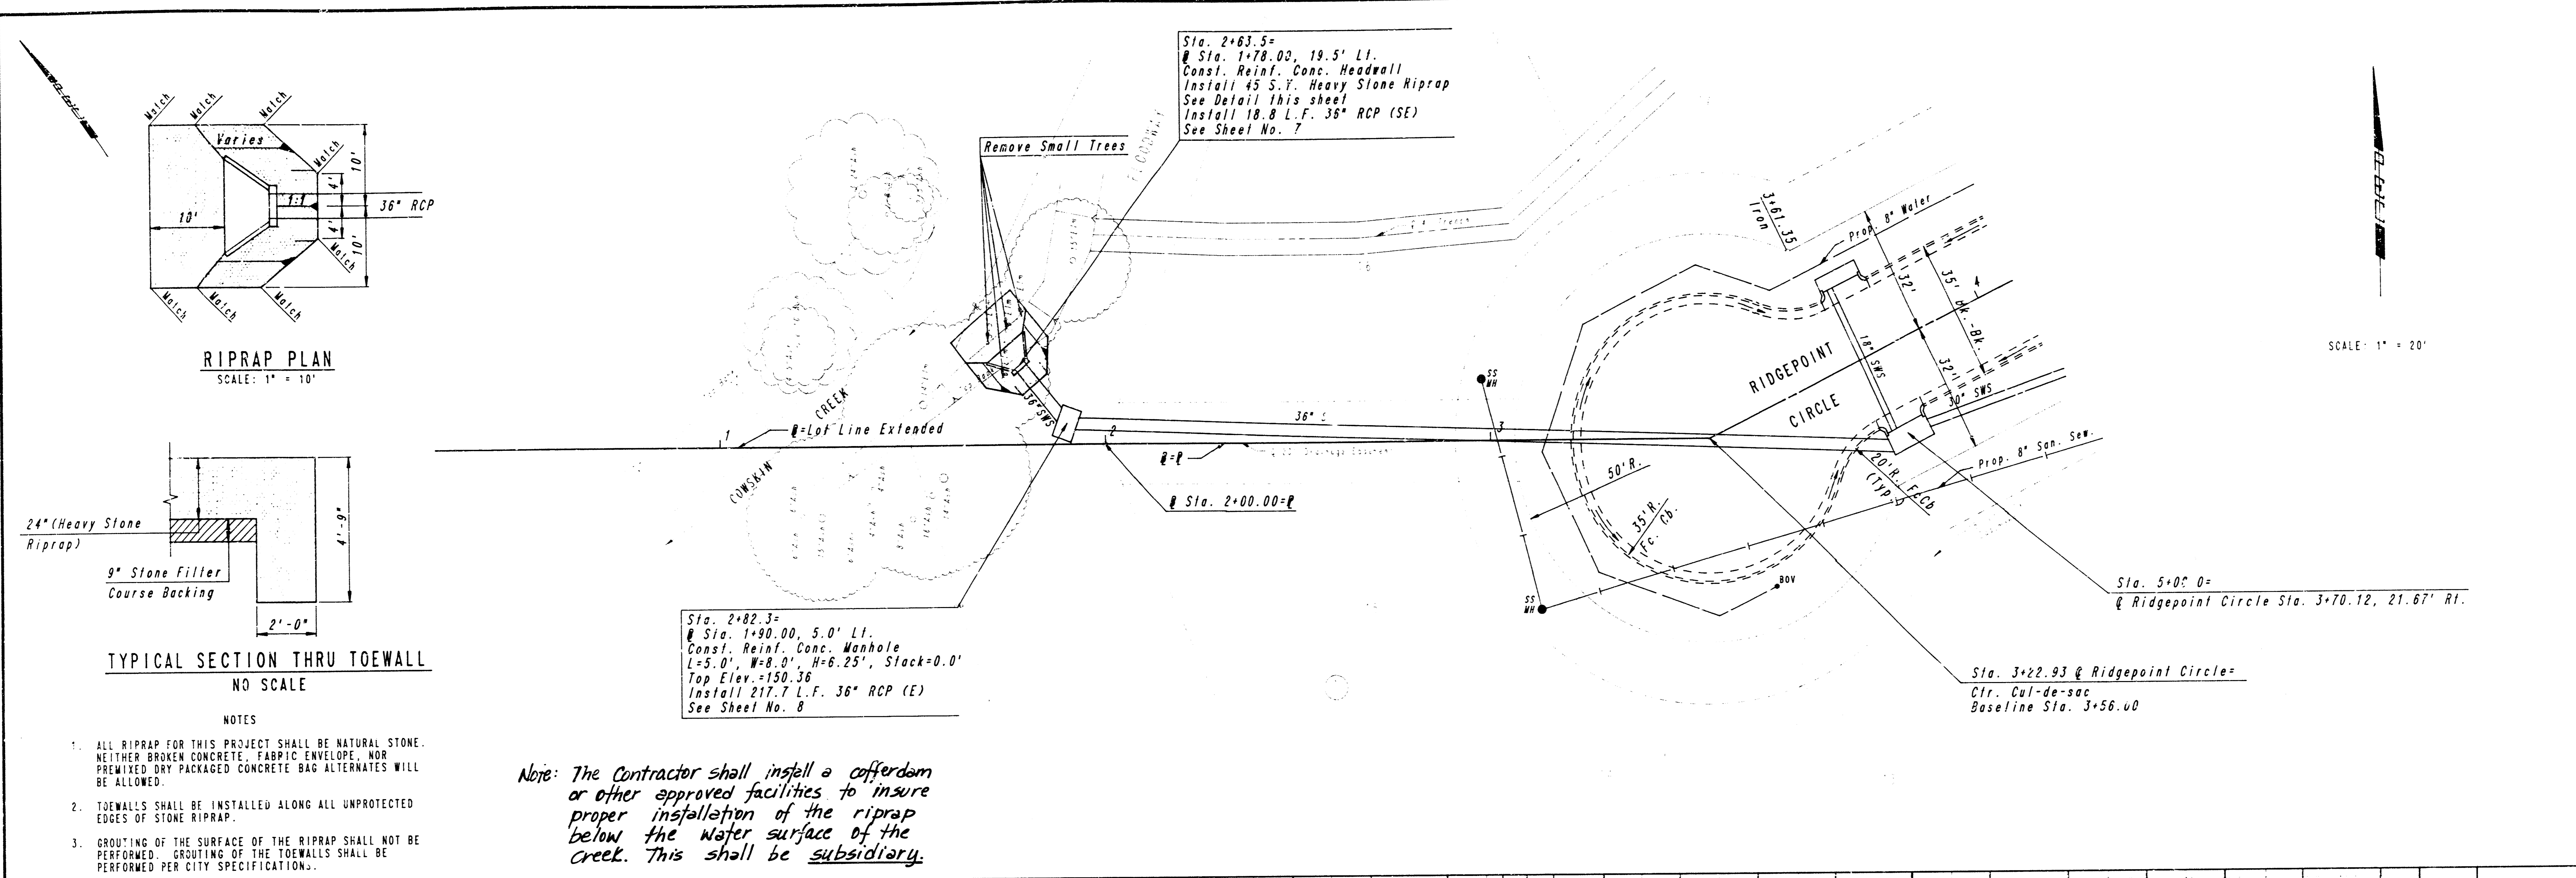 Match
Match
Match
Varies
Match
10'
4'
1:1
36" RCP
10'
4'
10'
Match
Match
Match
Match
RIPRAP PLAN
SCALE: 1" = 10'
24"(Heavy Stone
Riprap)
9" Stone Filter
Course Backing
4'-9"
2'-0"
TYPICAL SECTION THRU TOEWALL
NO SCALE
NOTES
1. ALL RIPRAP FOR THIS PROJECT SHALL BE NATURAL STONE.
NEITHER BROKEN CONCRETE, FABRIC ENVELOPE, NOR
PREMIXED DRY PACKAGED CONCRETE BAG ALTERNATES WILL
BE ALLOWED.
2. TOEWALLS SHALL BE INSTALLED ALONG ALL UNPROTECTED
EDGES OF STONE RIPRAP.
3. GROUTING OF THE SURFACE OF THE RIPRAP SHALL NOT BE
PERFORMED. GROUTING OF THE TOEWALLS SHALL BE
PERFORMED PER CITY SPECIFICATIONS.
Note: The Contractor shall install a cofferdam
or other approved facilities to insure
proper installation of the riprap
below the water surface of the
creek. This shall be subsidiary.
Sta. 2+63.5=
Sta. 1+78.00, 19.5' Lt.
Const. Reinf. Conc. Headwall
Install 45 S.Y. Heavy Stone Riprap
See Detail this sheet
Install 18.8 L.F. 36" RCP (SE)
See Sheet No. 7
Remove Small Trees
FLOODWAY
COWSKIN
CREEK
1
=Lot Line Extended
36" SWS
2
36"
3
Sta. 2+00.00=
Sta. 2+82.3=
Sta. 1+90.00, 5.0' Lt.
Const. Reinf. Conc. Manhole
L=5.0', W=8.0', H=6.25', Stack=0.0'
Top Elev.=150.36
Install 217.7 L.F. 36" RCP (E)
See Sheet No. 8
SS
MH
SS
MH
50'R.
35'R.
Fc. Cb.
BOV
3+61.35
Iron
Prop. 8" Water
32'
35' Bk.-Bk.
4
32'
18" SWS
30" SWS
RIDGEPOINT
CIRCLE
20'R. Fc.Cb
(Typ.)
Prop. 8" San. Sew.
℄ Ridgepoint Circle Sta. 3+70.12, 21.67' Rt.
Sta. 3+22.93 ℄ Ridgepoint Circle=
Ctr. Cul-de-sac
Baseline Sta. 3+56.00
SCALE: 1" = 20'